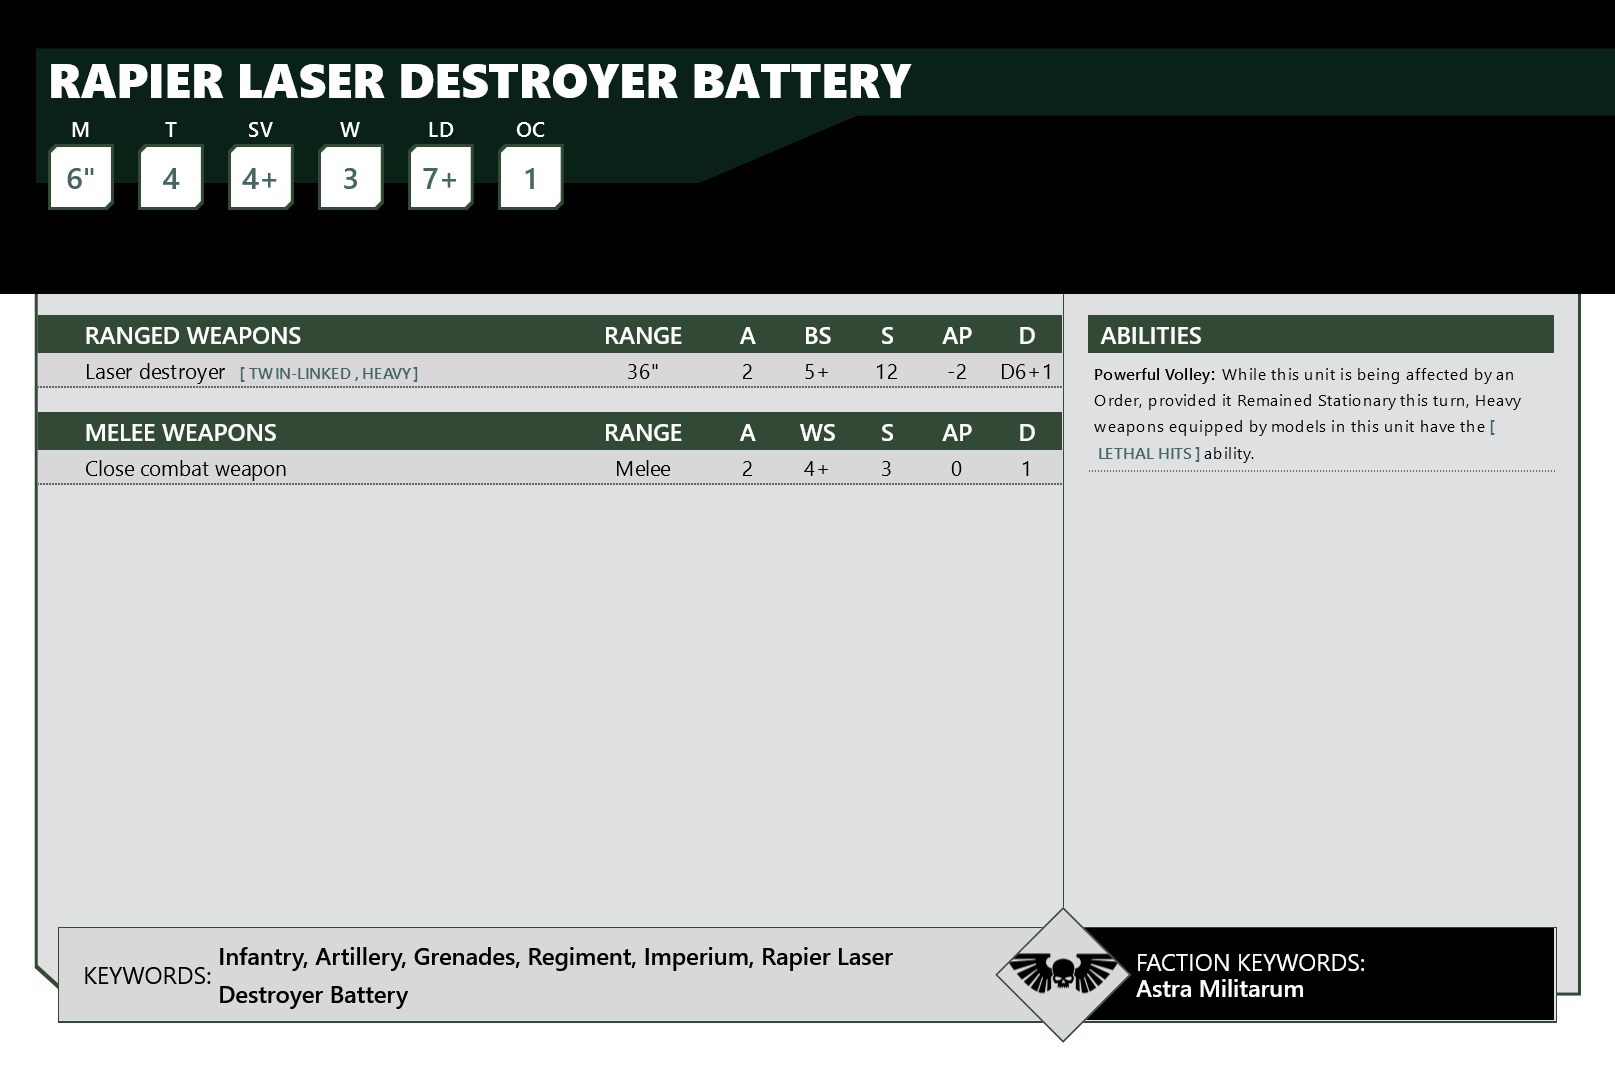 RAPIER LASER DESTROYER BATTERY
M T SV W LD OC
6" 4 4+ 3 7+ 1
RANGED WEAPONS RANGE A BS S AP D
Laser destroyer [ TWIN-LINKED , HEAVY ] 36" 2 5+ 12 -2 D6+1
MELEE WEAPONS RANGE A WS S AP D
Close combat weapon Melee 2 4+ 3 0 1
ABILITIES
Powerful Volley: While this unit is being affected by an
Order, provided it Remained Stationary this turn, Heavy
weapons equipped by models in this unit have the [
LETHAL HITS ] ability.
KEYWORDS: Infantry, Artillery, Grenades, Regiment, Imperium, Rapier Laser
Destroyer Battery
FACTION KEYWORDS:
Astra Militarum